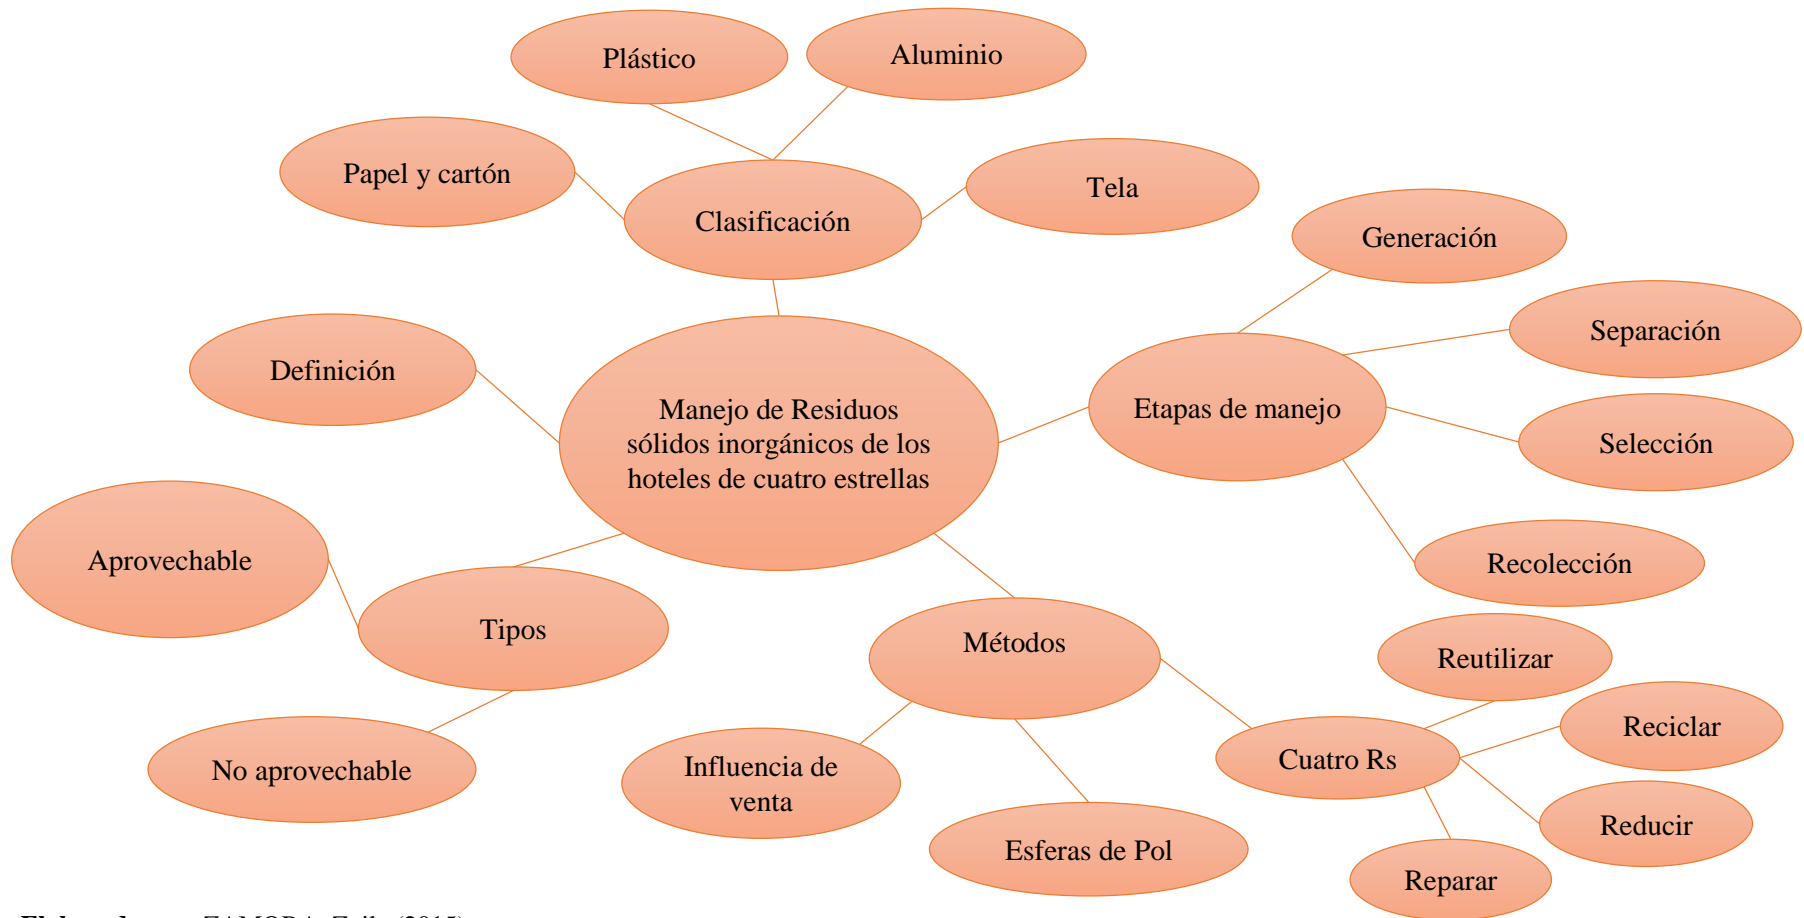 Plástico
Aluminio
Papel y cartón
Tela
Clasificación
Generación
Separación
Definición
Manejo de Residuos
sólidos inorgánicos de los
hoteles de cuatro estrellas
Etapas de manejo
Selección
Aprovechable
Recolección
Tipos
Métodos
Reutilizar
Reciclar
No aprovechable
Influencia de
venta
Cuatro Rs
Reducir
Esferas de Pol
Reparar